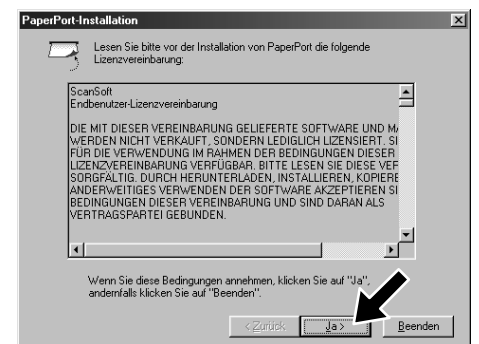 PaperPort-Installation
Lesen Sie bitte vor der Installation von PaperPort die folgende
Lizenzvereinbarung:
ScanSoft
Endbenutzer-Lizenzvereinbarung
DIE MIT DIESER VEREINBARUNG GELIEFERTE SOFTWARE UND
WERDEN NICHT VERKAUFT, SONDERN LEDIGLICH LIZENSIERT. SI
FÜR DIE VERWENDUNG IM RAHMEN DER BEDINGUNGEN DIESER
LIZENZVEREINBARUNG VERFÜGBAR. BITTE LESEN SIE DIESE VER
SORGFÄLTIG. DURCH HERUNTERLADEN, INSTALLIEREN, KOPIERE
ANDERWEITIGES VERWENDEN DER SOFTWARE AKZEPTIEREN SI
BEDINGUNGEN DIESER VEREINBARUNG UND SIND DARAN ALS
VERTRAGSPARTEI GEBUNDEN.
Wenn Sie diese Bedingungen annehmen, klicken Sie auf "Ja",
andernfalls klicken Sie auf "Beenden".
< Zurück Ja > Beenden